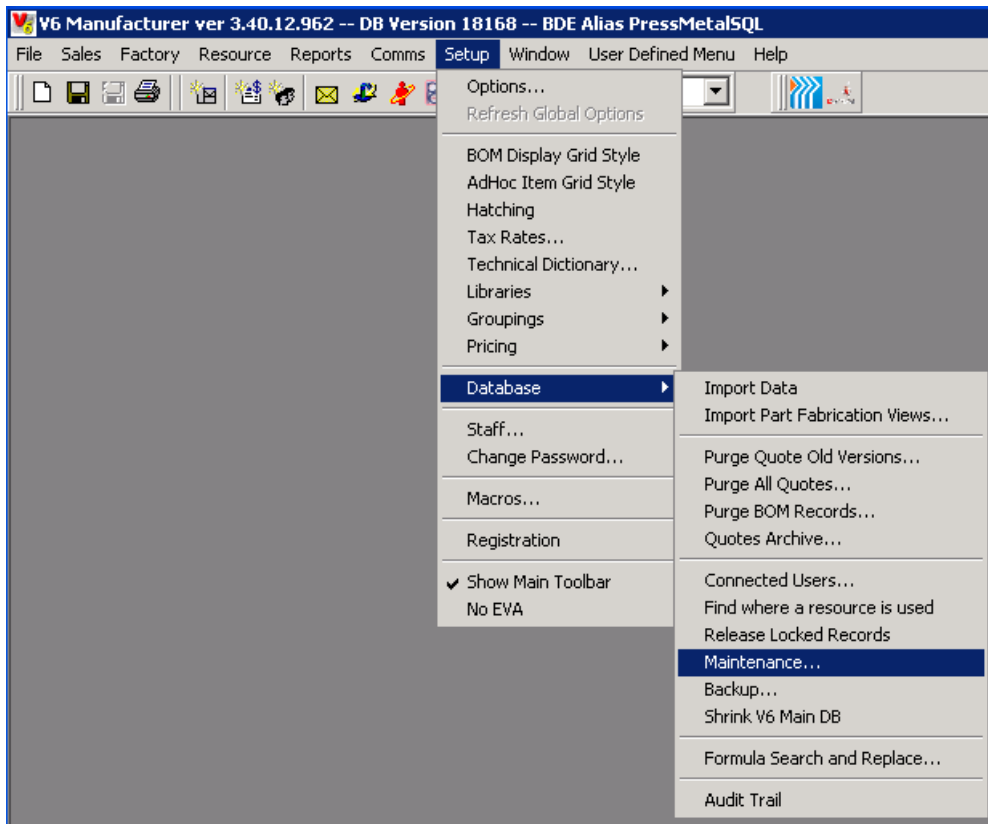 V6 Manufacturer ver 3.40.12.962 -- DB Version 18168 -- BDE Alias PressMetalSQL
File Sales Factory Resource Reports Comms Setup Window User Defined Menu Help
Options...
Refresh Global Options
BOM Display Grid Style
AdHoc Item Grid Style
Hatching
Tax Rates...
Technical Dictionary...
Libraries
Groupings
Pricing
Database
Staff...
Change Password...
Macros...
Registration
Show Main Toolbar
No EVA
Import Data
Import Part Fabrication Views...
Purge Quote Old Versions...
Purge All Quotes...
Purge BOM Records...
Quotes Archive...
Connected Users...
Find where a resource is used
Release Locked Records
Maintenance...
Backup...
Shrink V6 Main DB
Formula Search and Replace...
Audit Trail